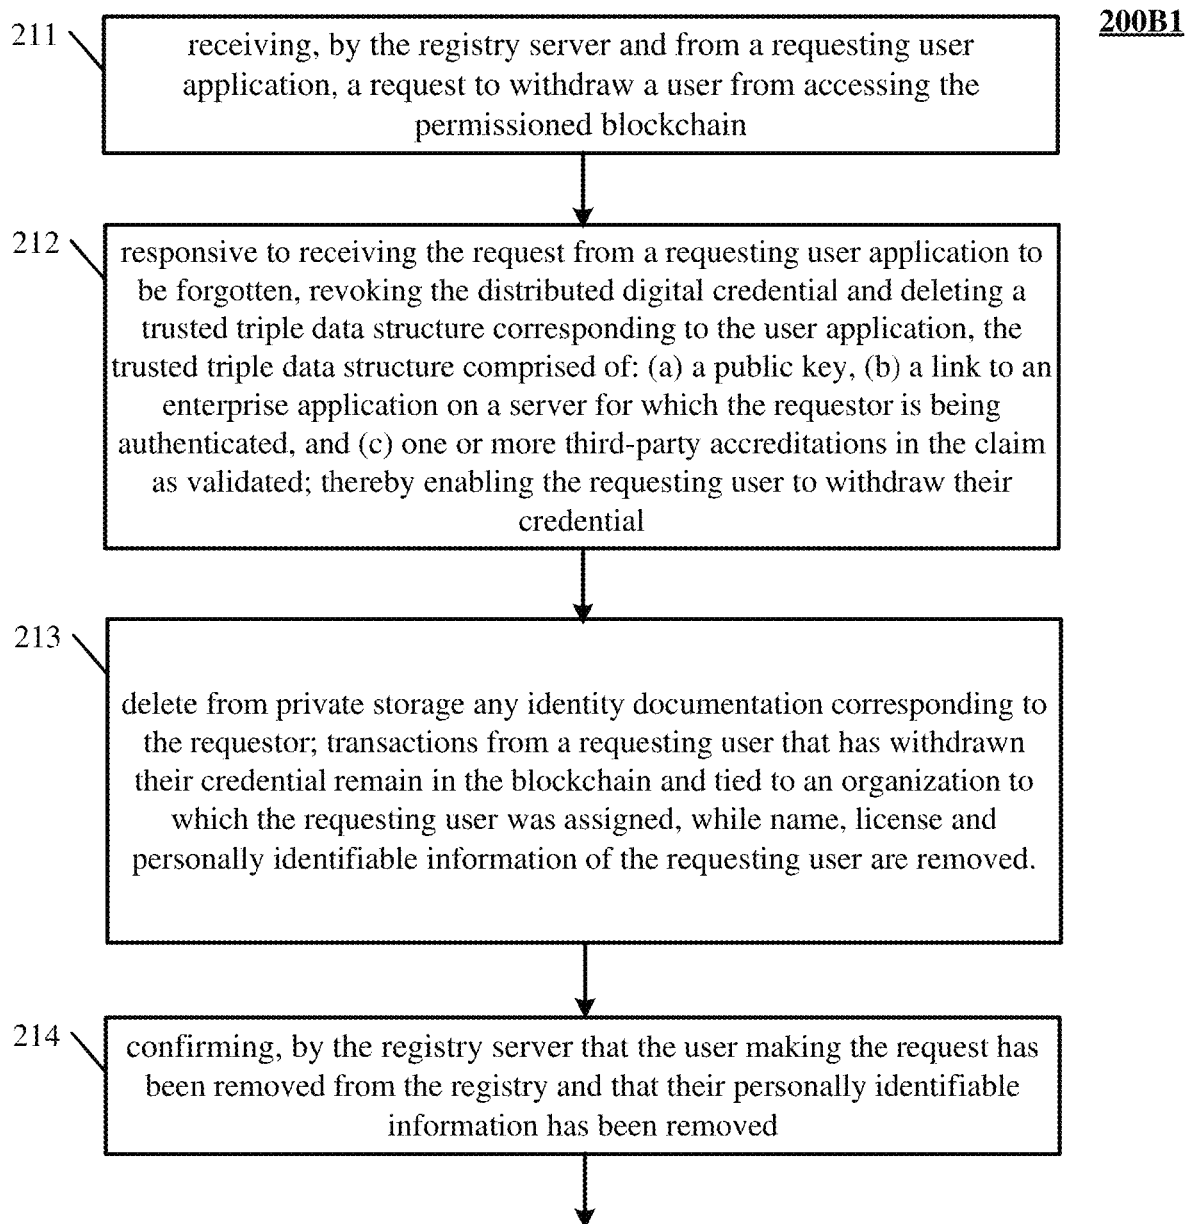 200B1
211
receiving, by the registry server and from a requesting user
application, a request to withdraw a user from accessing the
permissioned blockchain
212
responsive to receiving the request from a requesting user application to
be forgotten, revoking the distributed digital credential and deleting a
trusted triple data structure corresponding to the user application, the
trusted triple data structure comprised of: (a) a public key, (b) a link to an
enterprise application on a server for which the requestor is being
authenticated, and (c) one or more third-party accreditations in the claim
as validated; thereby enabling the requesting user to withdraw their
credential
213
delete from private storage any identity documentation corresponding to
the requestor; transactions from a requesting user that has withdrawn
their credential remain in the blockchain and tied to an organization to
which the requesting user was assigned, while name, license and
personally identifiable information of the requesting user are removed.
214
confirming, by the registry server that the user making the request has
been removed from the registry and that their personally identifiable
information has been removed